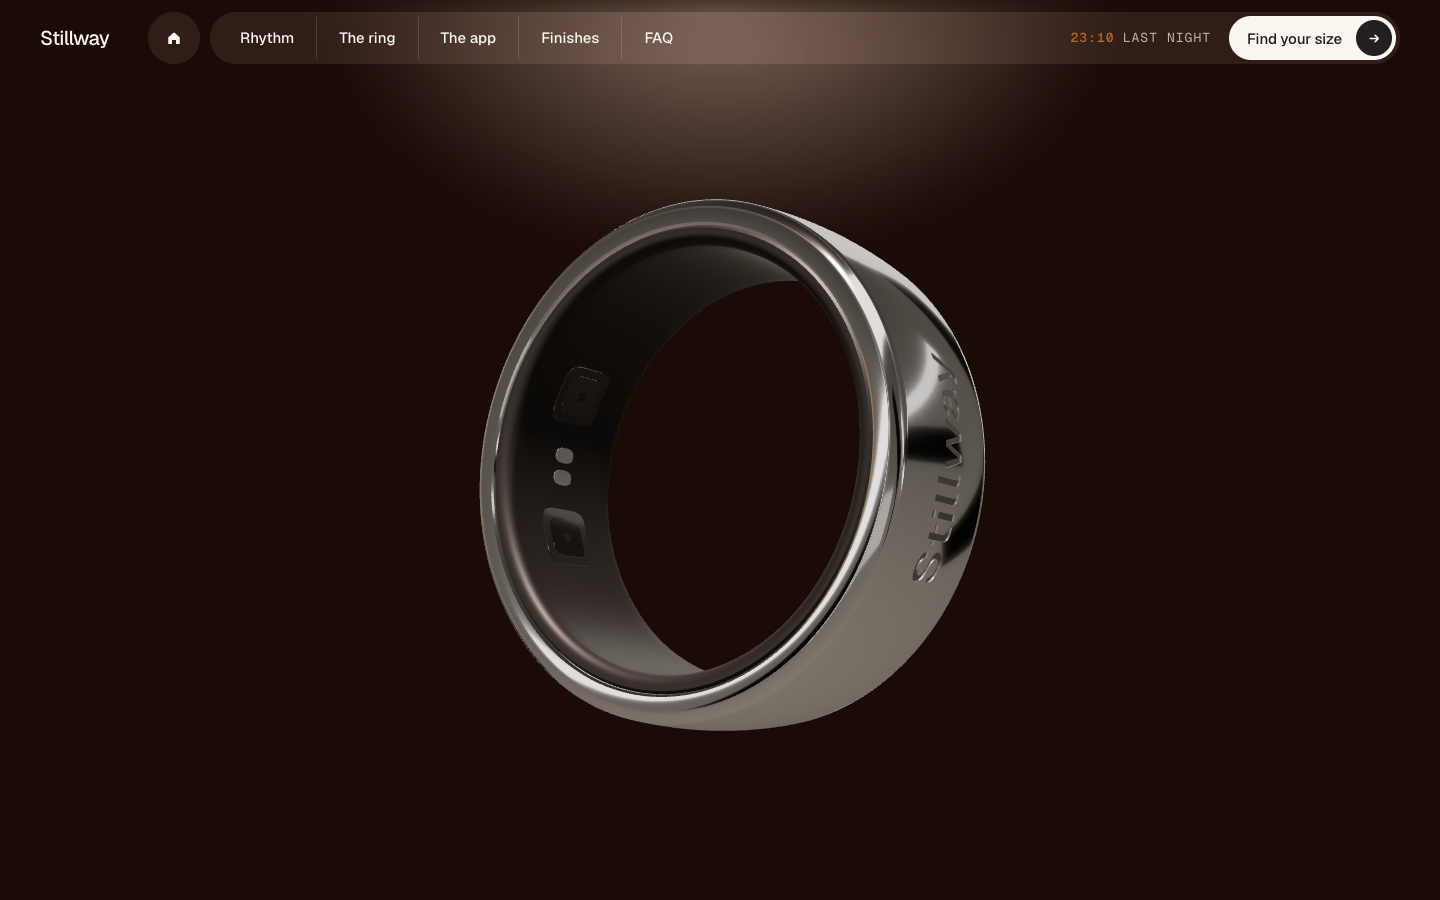 Stillway
Rhythm
The ring
The app
Finishes
FAQ
23:10 LAST NIGHT
Find your size
Stillway